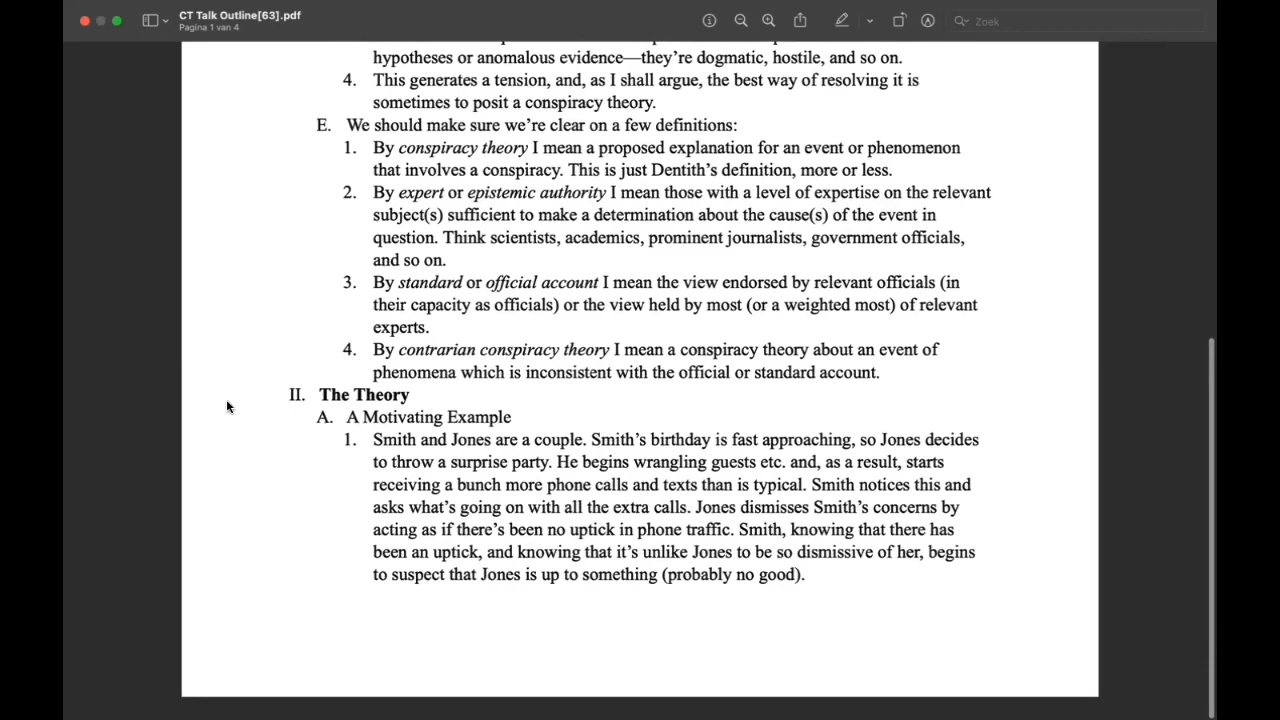 CT Talk Outline[63].pdf
Pagina 1 van 4
Zoek
hypotheses or anomalous evidence—they're dogmatic, hostile, and so on.
4. This generates a tension, and, as I shall argue, the best way of resolving it is
sometimes to posit a conspiracy theory.
E. We should make sure we're clear on a few definitions:
1. By conspiracy theory I mean a proposed explanation for an event or phenomenon
that involves a conspiracy. This is just Dentith's definition, more or less.
2. By expert or epistemic authority I mean those with a level of expertise on the relevant
subject(s) sufficient to make a determination about the cause(s) of the event in
question. Think scientists, academics, prominent journalists, government officials,
and so on.
3. By standard or official account I mean the view endorsed by relevant officials (in
their capacity as officials) or the view held by most (or a weighted most) of relevant
experts.
4. By contrarian conspiracy theory I mean a conspiracy theory about an event of
phenomena which is inconsistent with the official or standard account.
II. The Theory
A. A Motivating Example
1. Smith and Jones are a couple. Smith's birthday is fast approaching, so Jones decides
to throw a surprise party. He begins wrangling guests etc. and, as a result, starts
receiving a bunch more phone calls and texts than is typical. Smith notices this and
asks what's going on with all the extra calls. Jones dismisses Smith's concerns by
acting as if there's been no uptick in phone traffic. Smith, knowing that there has
been an uptick, and knowing that it's unlike Jones to be so dismissive of her, begins
to suspect that Jones is up to something (probably no good).